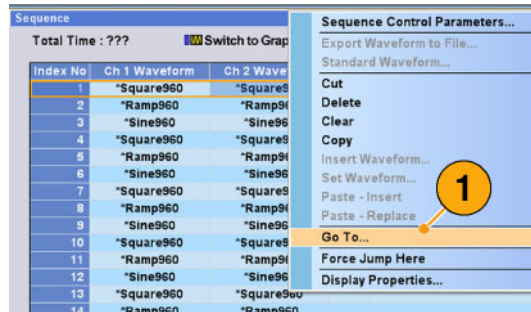 Sequence
Total Time : ??? Switch to Grap
Index No Ch 1 Waveform Ch 2 Wave
1 *Square960 *Square9
2 *Ramp960 *Ramp96
3 *Sine960 *Sine96
4 *Square960 *Square9
5 *Ramp960 *Ramp96
6 *Sine960 *Sine96
7 *Square960 *Square9
8 *Ramp960 *Ramp96
9 *Sine960 *Sine96
10 *Square960 *Square9
11 *Ramp960 *Ramp96
12 *Sine960 *Sine96
13 *Square960 *Square960
14 *Ramp960 *Ramp960
Sequence Control Parameters...
Export Waveform to File...
Standard Waveform...
Cut
Delete
Clear
Copy
Insert Waveform...
Set Waveform...
Paste - Insert
Paste - Replace
Go To...
Force Jump Here
Display Properties...
1